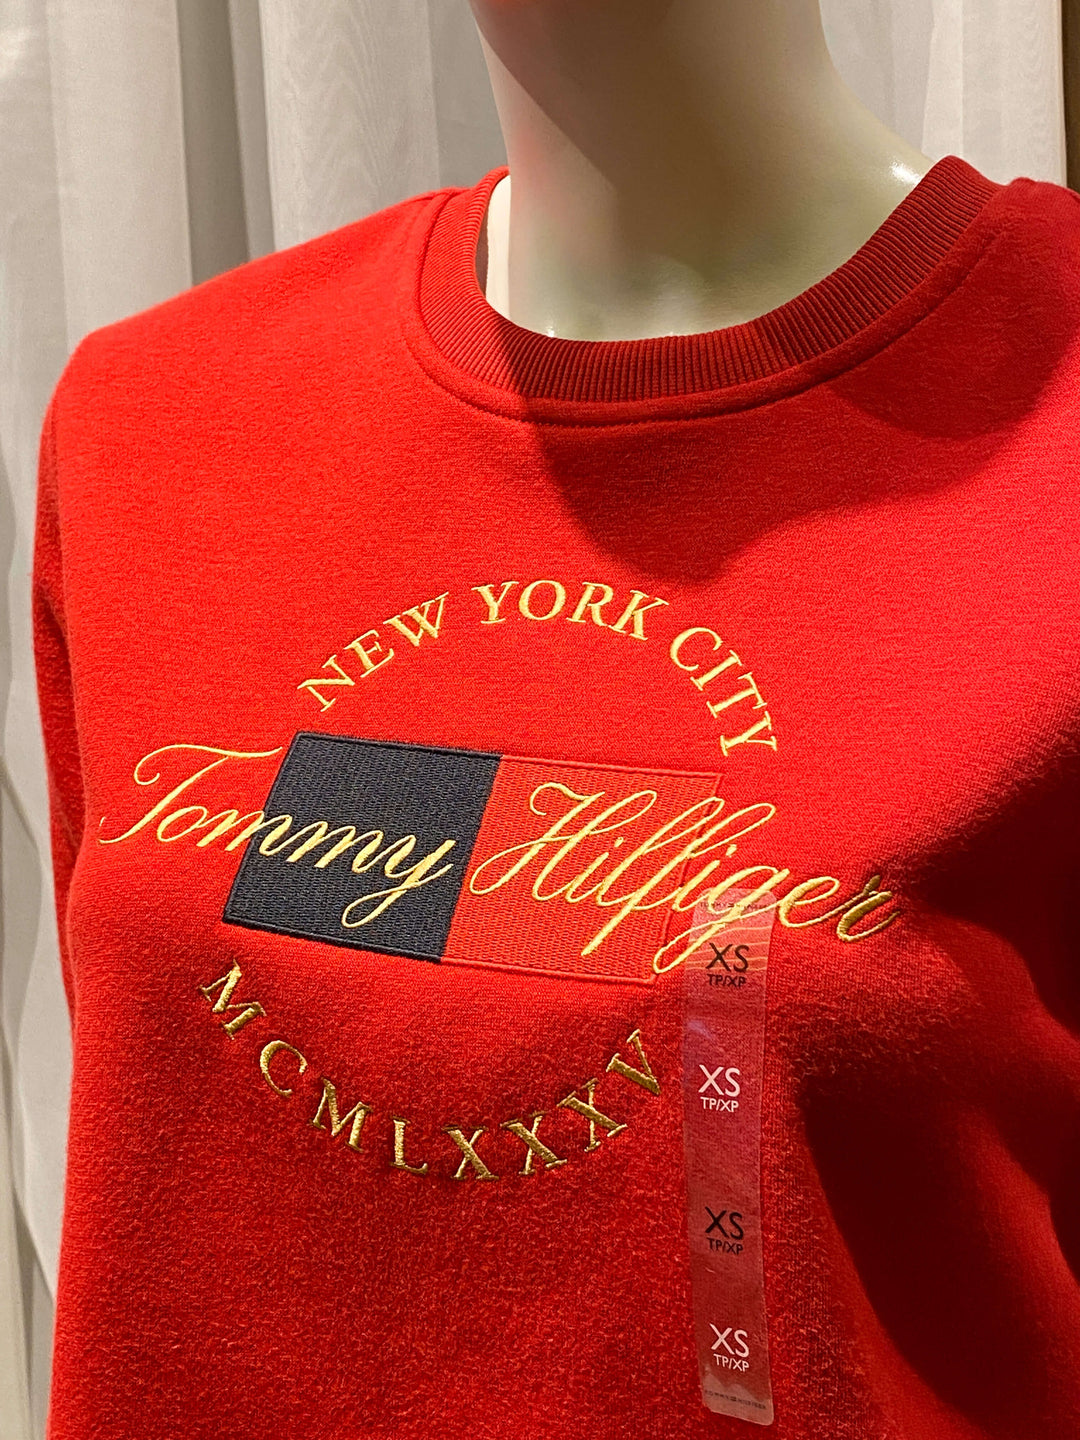 NEW YORK CITY
Tommy Hilfiger
MCMLXXXV
XS
TP/XP
XS
TP/XP
XS
TP/XP
XS
TP/XP